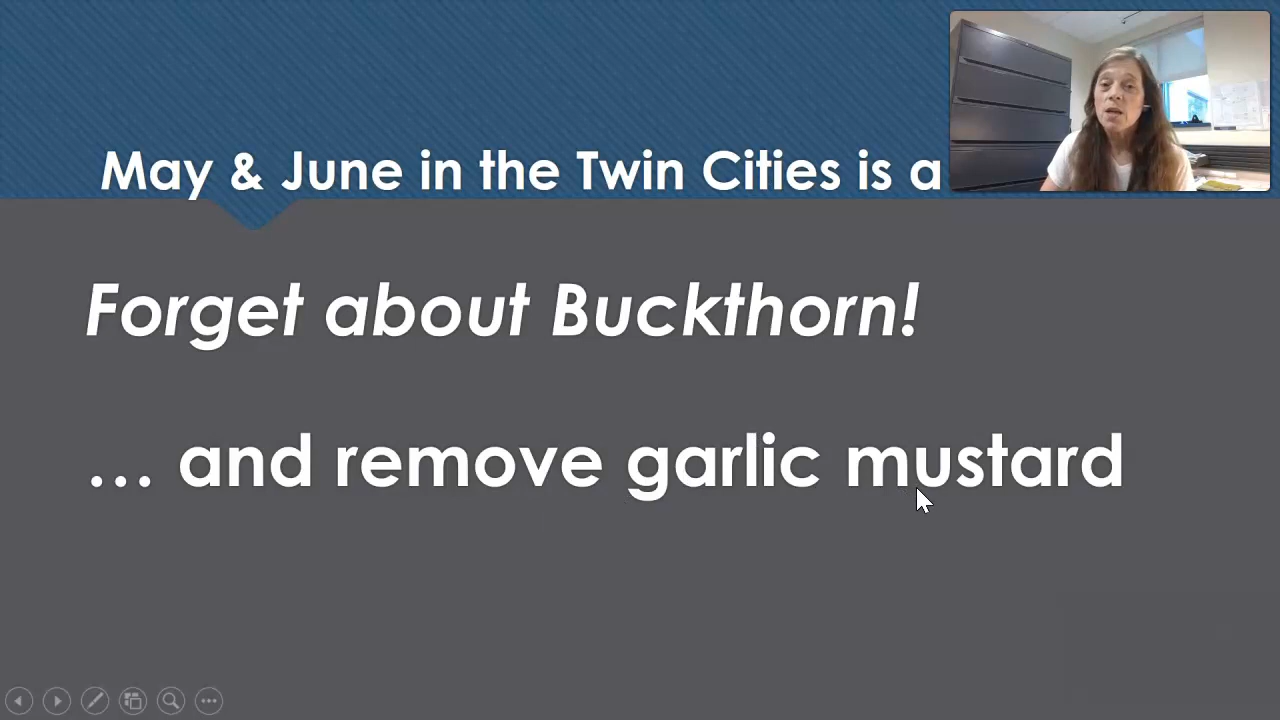 May & June in the Twin Cities is a
Forget about Buckthorn!
… and remove garlic mustard